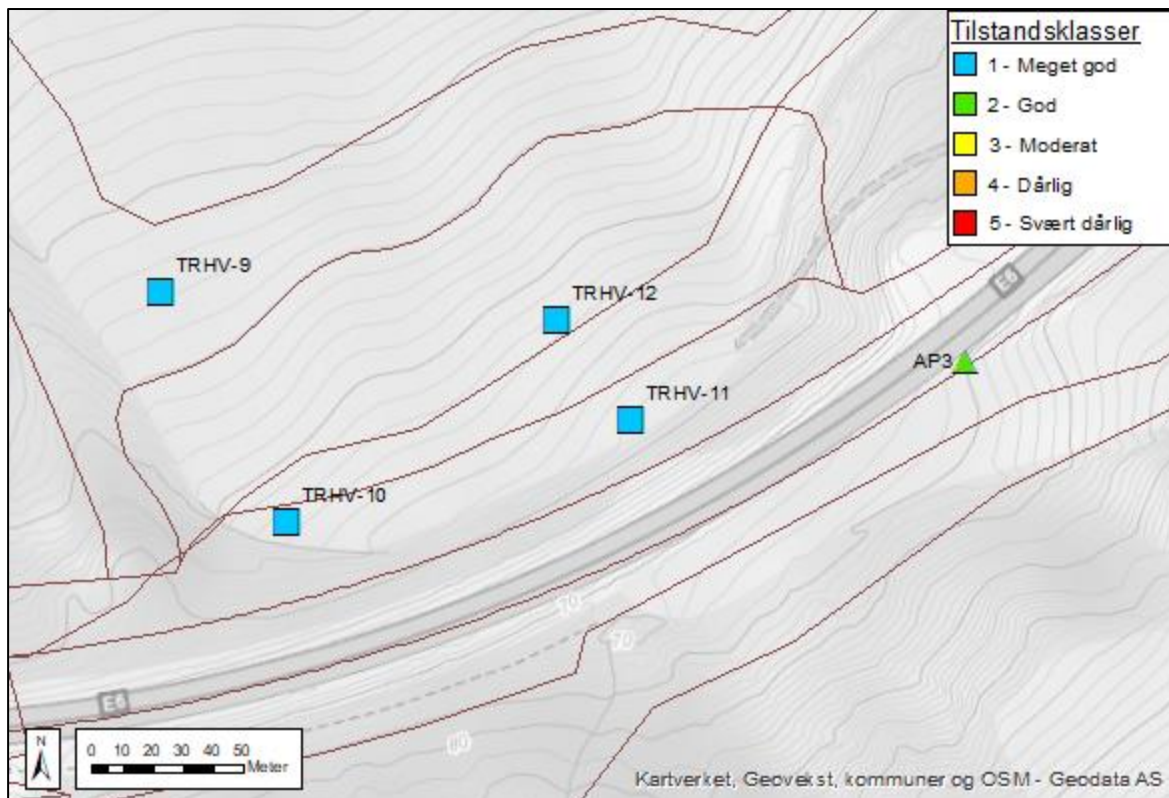 Tilstandsklasser
1 - Meget god
2 - God
3 - Moderat
4 - Dårlig
5 - Svært dårlig
TRHV-9
E6
TRHV-12
AP3
TRHV-11
TRHV-10
70
70
E6
60
N
0 10 20 30 40 50
Meter
Kartverket, Geovekst, kommuner og OSM - Geodata AS